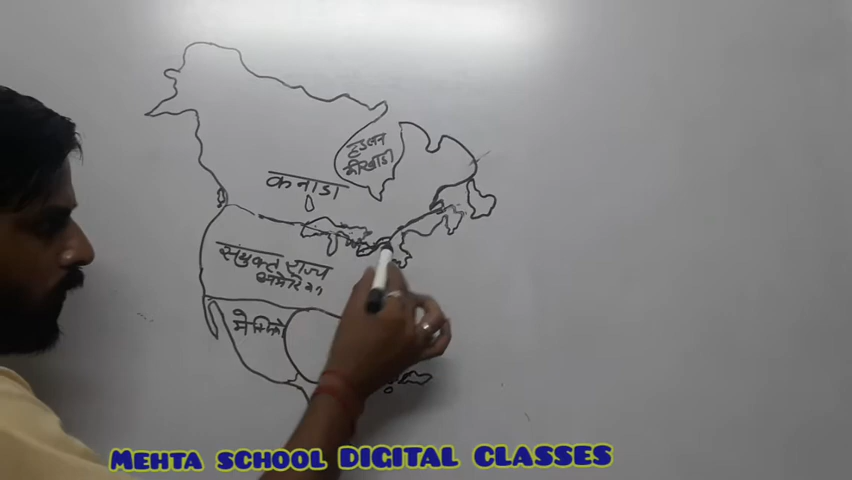 हडसन
की खाड़ी
कनाडा
संयुक्त राज्य
अमेरिका
मेक्सिको
MEHTA SCHOOL DIGITAL CLASSES